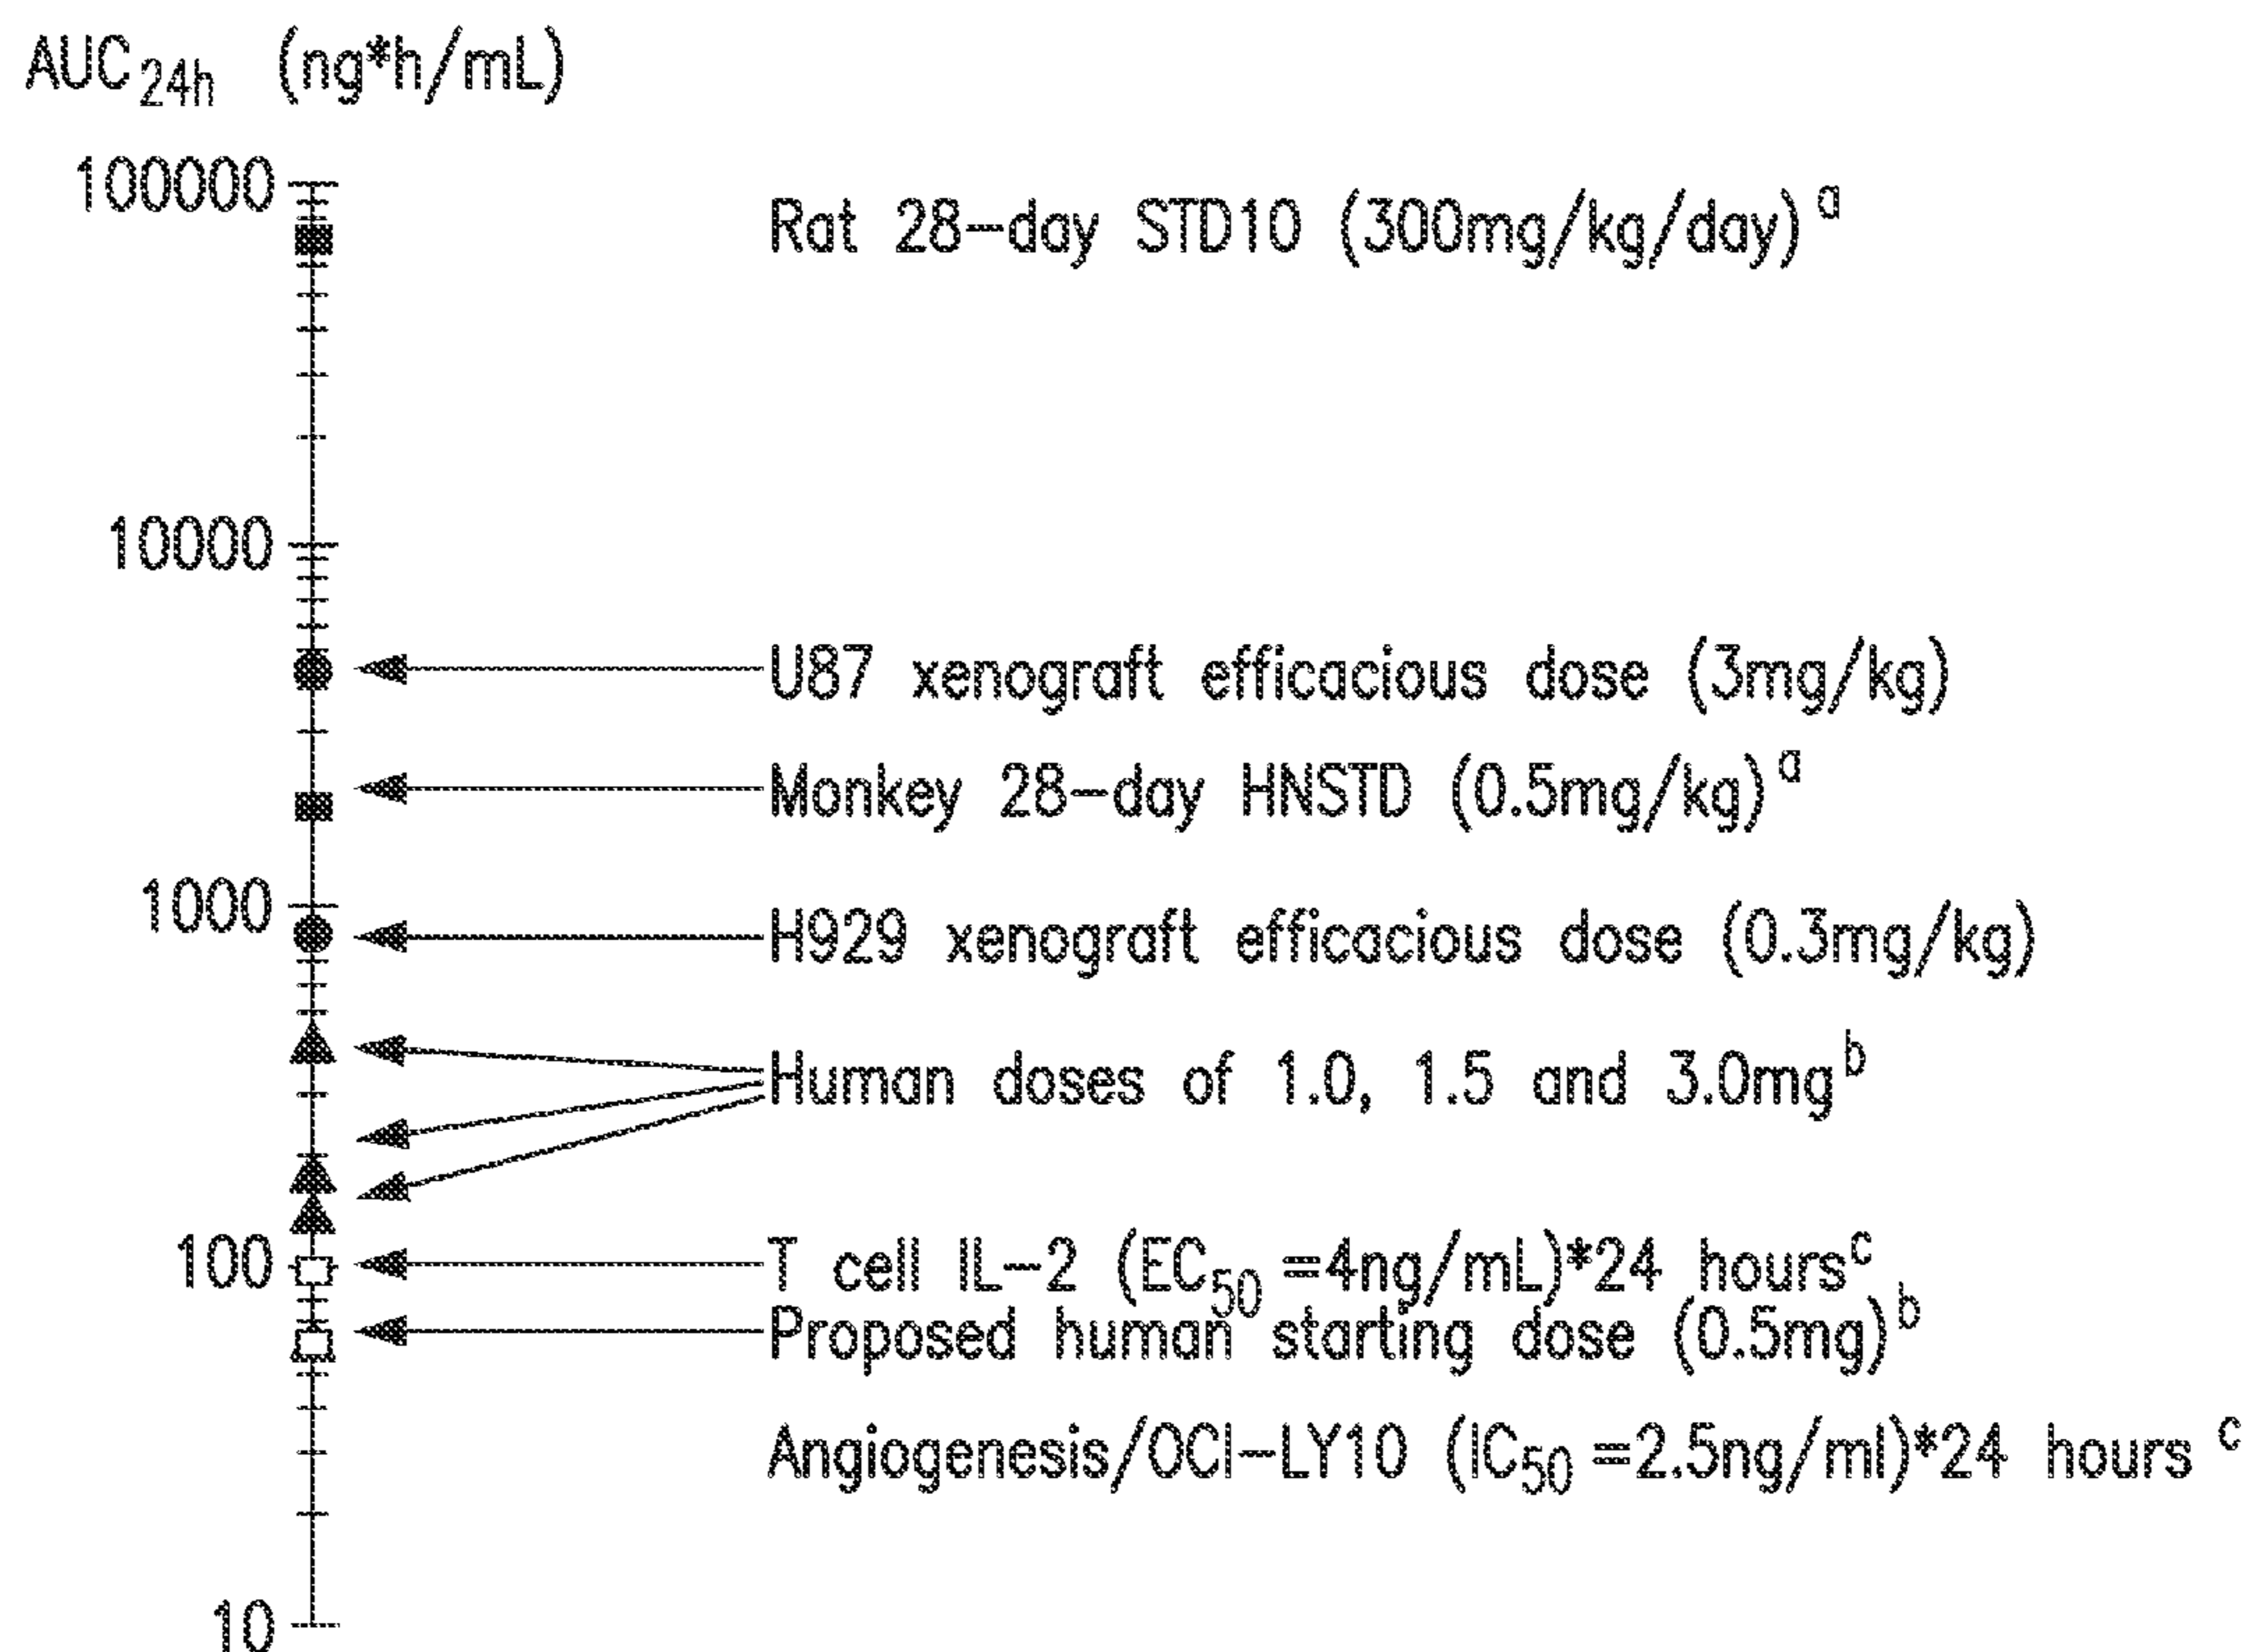 AUC24h (ng*h/mL)
100000
Rat 28-day STD10 (300mg/kg/day)a
10000
U87 xenograft efficacious dose (3mg/kg)
Monkey 28-day HNSTD (0.5mg/kg)a
1000
H929 xenograft efficacious dose (0.3mg/kg)
Human doses of 1.0, 1.5 and 3.0mgb
100
T cell IL-2 (EC50=4ng/mL)*24 hoursc
Proposed human starting dose (0.5mg)b
Angiogenesis/OCI-LY10 (IC50=2.5ng/ml)*24 hours c
10